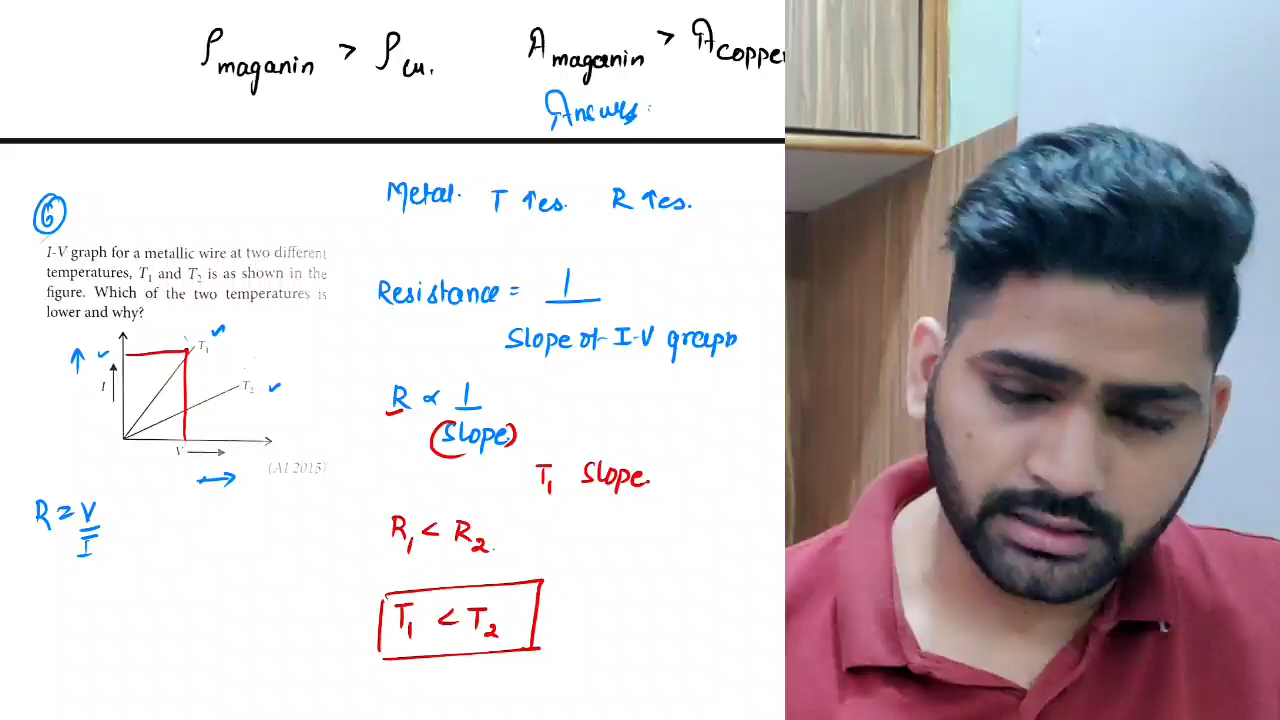 ρmaganin > ρcu. Amaganin > Acopper
Answer.
6
Metal. T ↑es. R ↑es.
I-V graph for a metallic wire at two different
temperatures, T₁ and T₂ is as shown in the
figure. Which of the two temperatures is
lower and why?
Resistance = 1
Slope of I-V graph
T₁
I
T₂
V
(AI 2015)
R ∝ 1
(Slope)
T₁ Slope.
R = V
I
R₁ < R₂.
T₁ < T₂